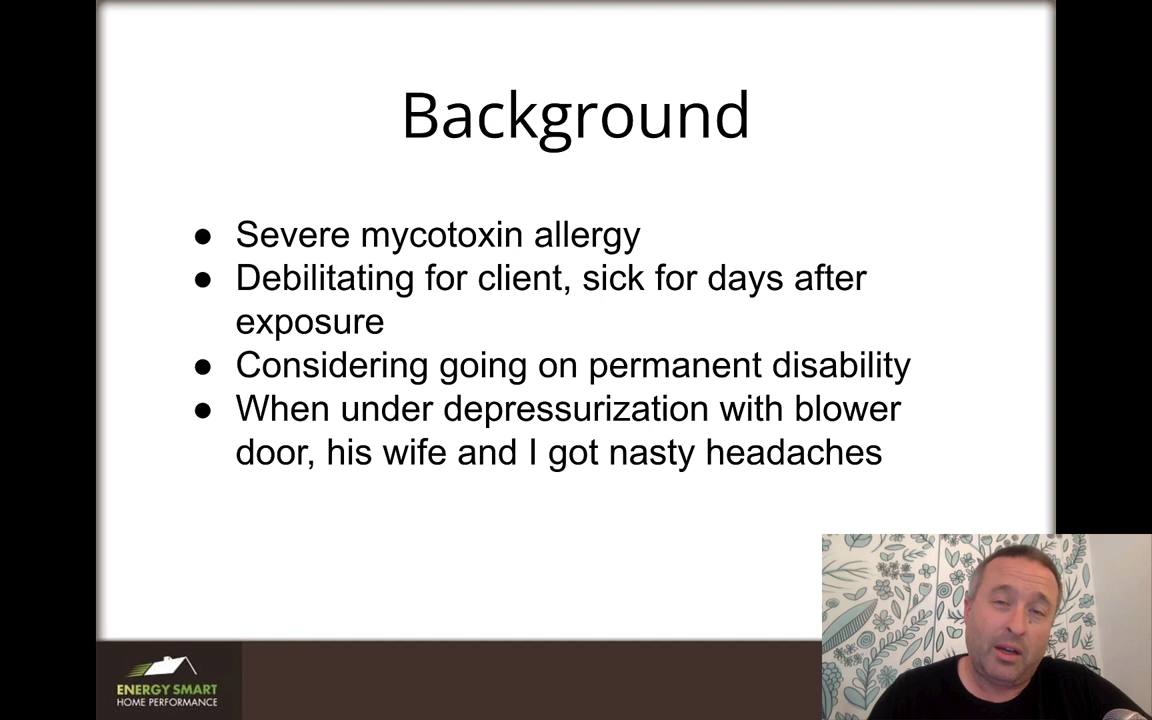 Background
● Severe mycotoxin allergy
● Debilitating for client, sick for days after
exposure
● Considering going on permanent disability
● When under depressurization with blower
door, his wife and I got nasty headaches
ENERGY SMART
HOME PERFORMANCE